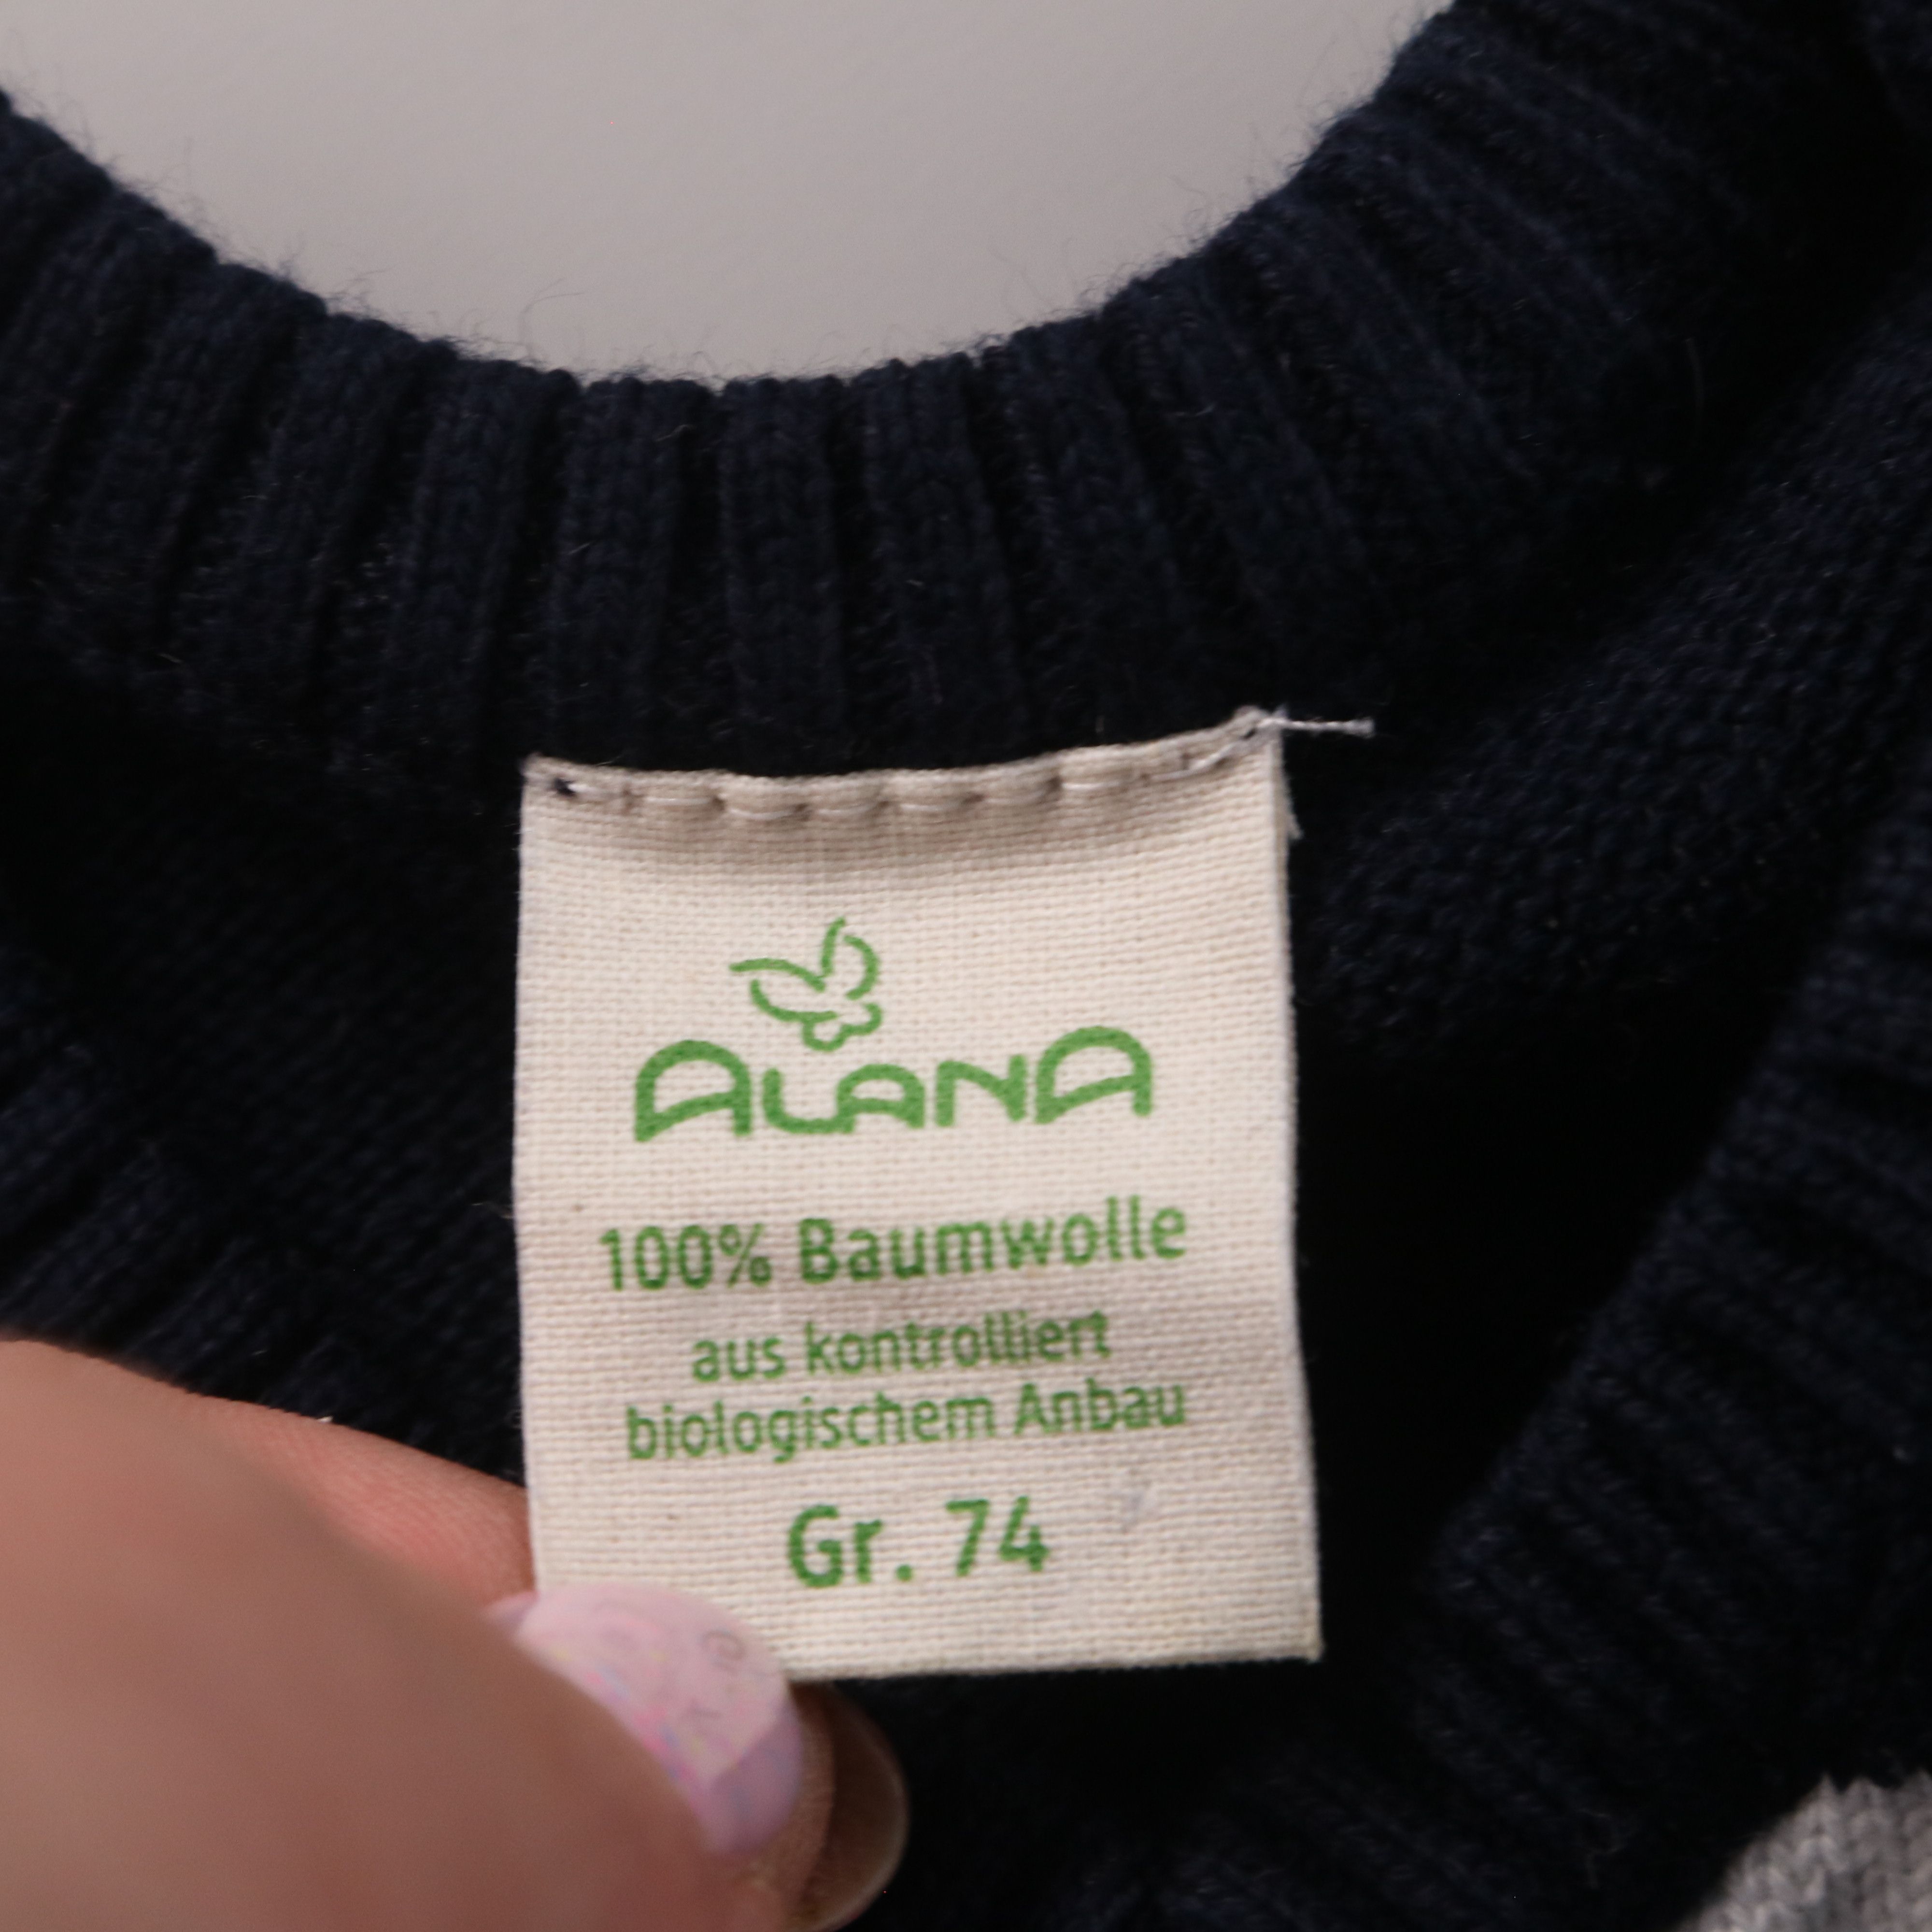 ALANA
100% Baumwolle
aus kontrolliert
biologischem Anbau
Gr. 74